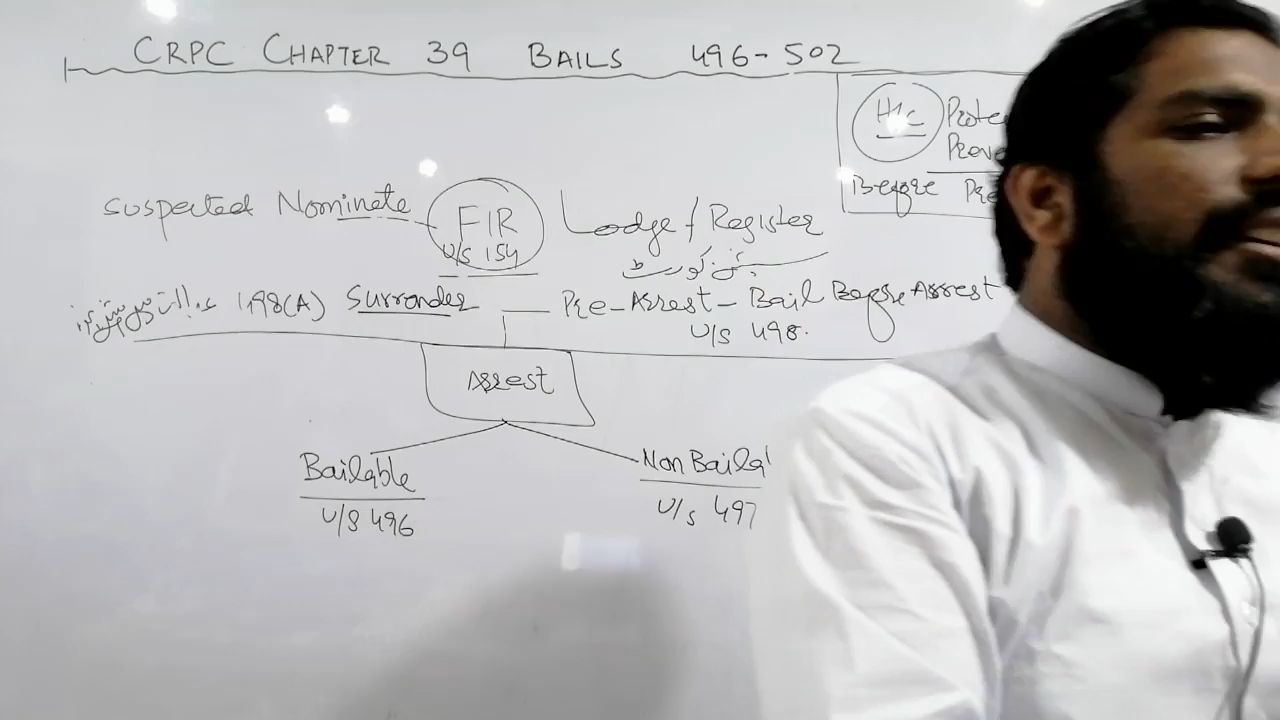 CRPC CHAPTER 39 BAILS 496-502
H/c Prote
Preve
Before Pre
Suspected Nominate FIR Lodge / Register
U/s 154
498(A) Surrender Pre-Arrest- Bail Before Arrest
U/s 498.
Arrest
Bailable Non Baila
U/S 496 U/s 497